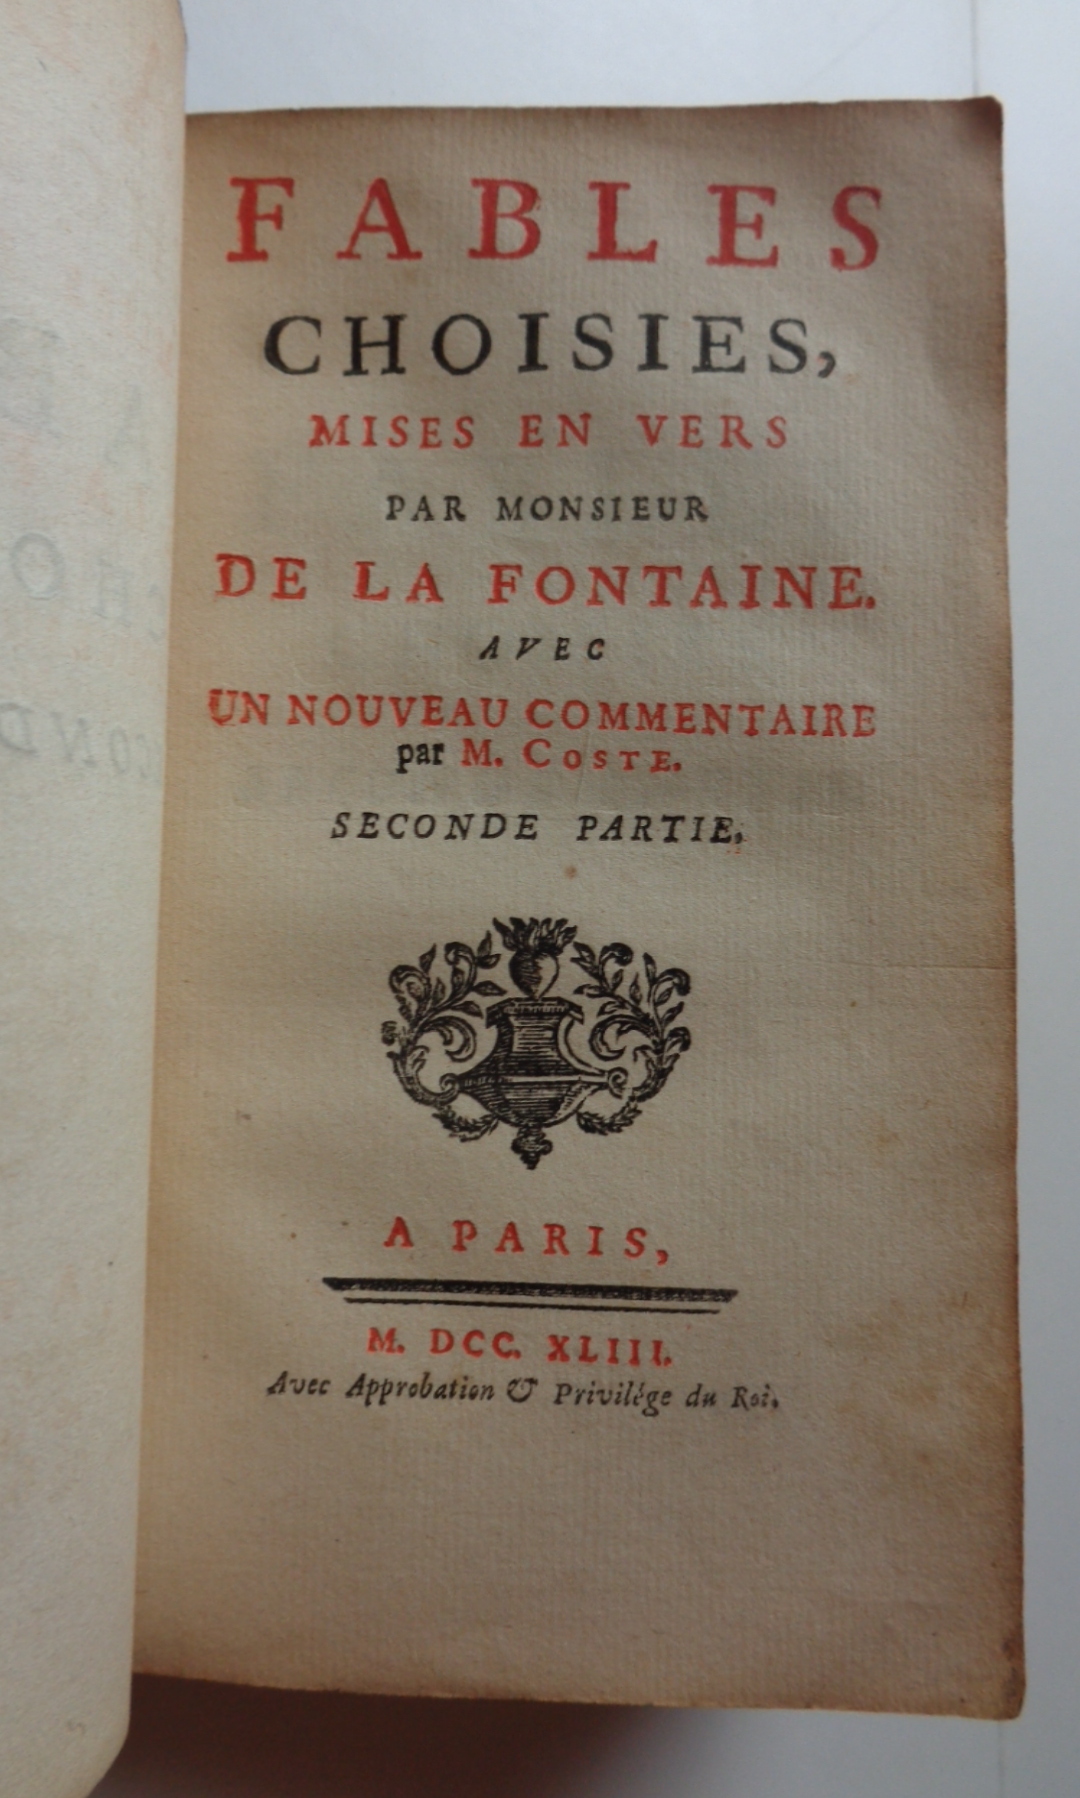 FABLES
CHOISIES,
MISES EN VERS
PAR MONSIEUR
DE LA FONTAINE.
AVEC
UN NOUVEAU COMMENTAIRE
par M. COSTE.
SECONDE PARTIE,
A PARIS,
M. DCC. XLIII.
Avec Approbation & Privilége du Roi.